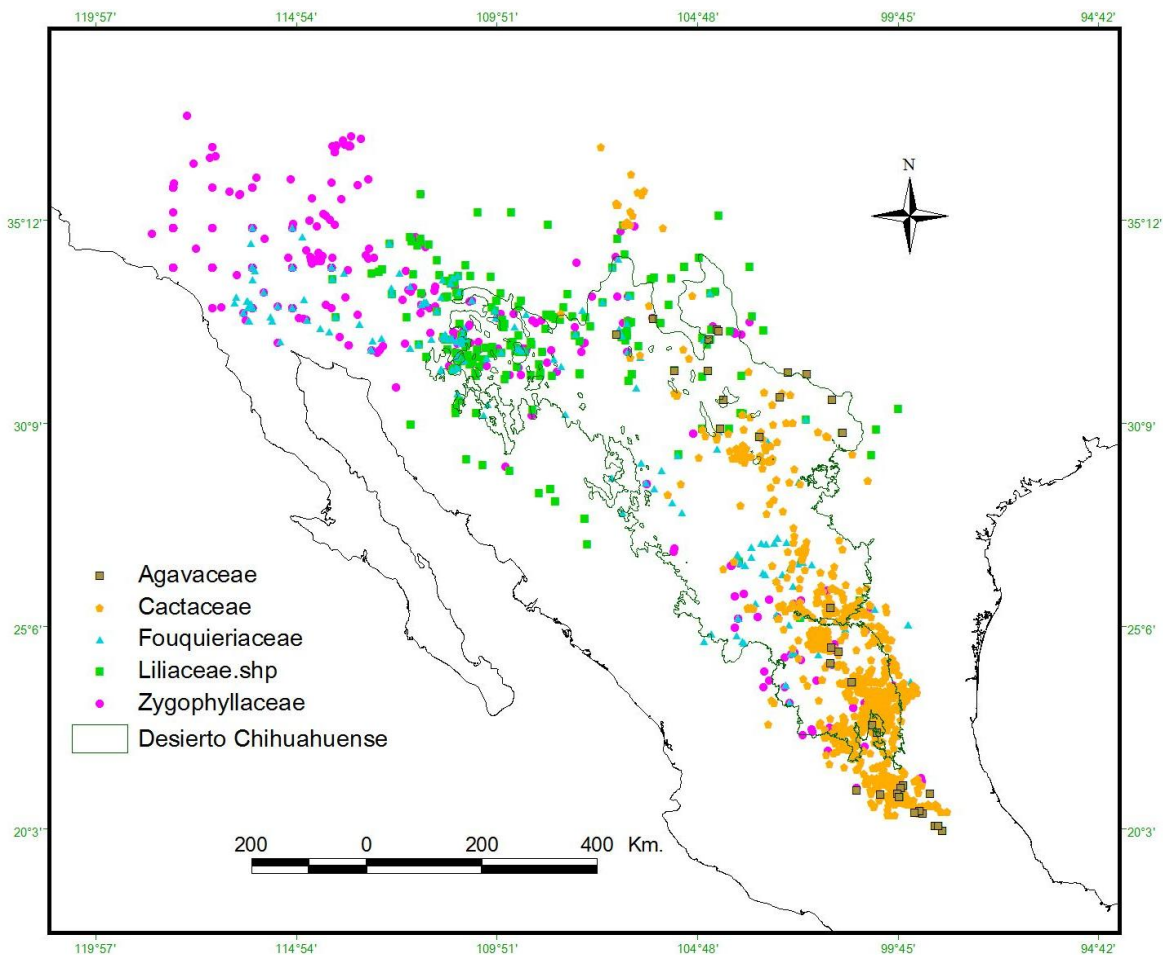 119°57' 114°54' 109°51' 104°48' 99°45' 94°42'
N
35°12' 35°12'
30°9' 30°9'
Agavaceae
Cactaceae
25°6' 25°6'
Fouquieriaceae
Liliaceae.shp
Zygophyllaceae
Desierto Chihuahuense
20°3' 20°3'
200 0 200 400 Km.
119°57' 114°54' 109°51' 104°48' 99°45' 94°42'